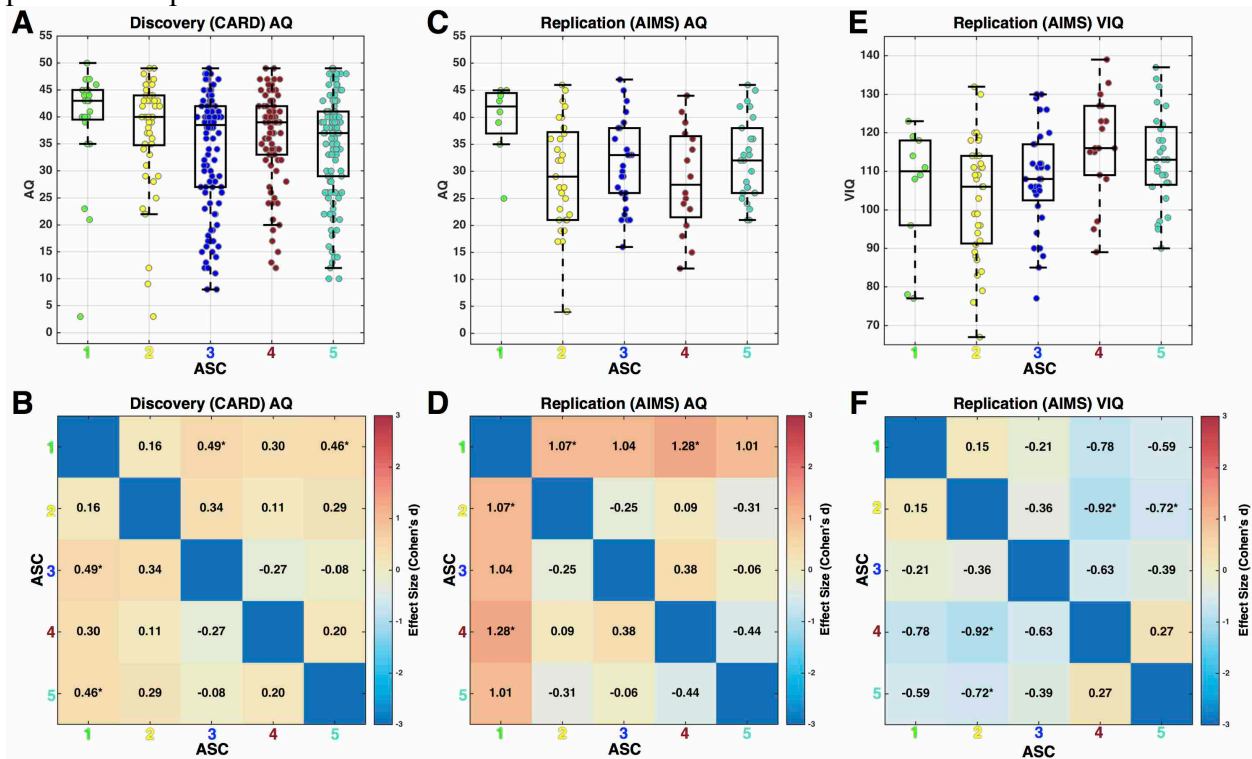 A
Discovery (CARD) AQ
55
50
45
40
35
30
25
20
15
10
5
0
AQ
1 2 3 4 5
ASC
C
Replication (AIMS) AQ
55
50
45
40
35
30
25
20
15
10
5
0
AQ
1 2 3 4 5
ASC
E
Replication (AIMS) VIQ
140
130
120
110
100
90
80
70
VIQ
1 2 3 4 5
ASC
B
Discovery (CARD) AQ
1 0.16 0.49* 0.30 0.46*
2 0.16 0.34 0.11 0.29
3 0.49* 0.34 -0.27 -0.08
4 0.30 0.11 -0.27 0.20
5 0.46* 0.29 -0.08 0.20
ASC
1 2 3 4 5
ASC
3
2
1
0
-1
-2
-3
Effect Size (Cohen's d)
D
Replication (AIMS) AQ
1 1.07* 1.04 1.28* 1.01
2 1.07* -0.25 0.09 -0.31
3 1.04 -0.25 0.38 -0.06
4 1.28* 0.09 0.38 -0.44
5 1.01 -0.31 -0.06 -0.44
ASC
1 2 3 4 5
ASC
3
2
1
0
-1
-2
-3
Effect Size (Cohen's d)
F
Replication (AIMS) VIQ
1 0.15 -0.21 -0.78 -0.59
2 0.15 -0.36 -0.92* -0.72*
3 -0.21 -0.36 -0.63 -0.39
4 -0.78 -0.92* -0.63 0.27
5 -0.59 -0.72* -0.39 0.27
ASC
1 2 3 4 5
ASC
3
2
1
0
-1
-2
-3
Effect Size (Cohen's d)